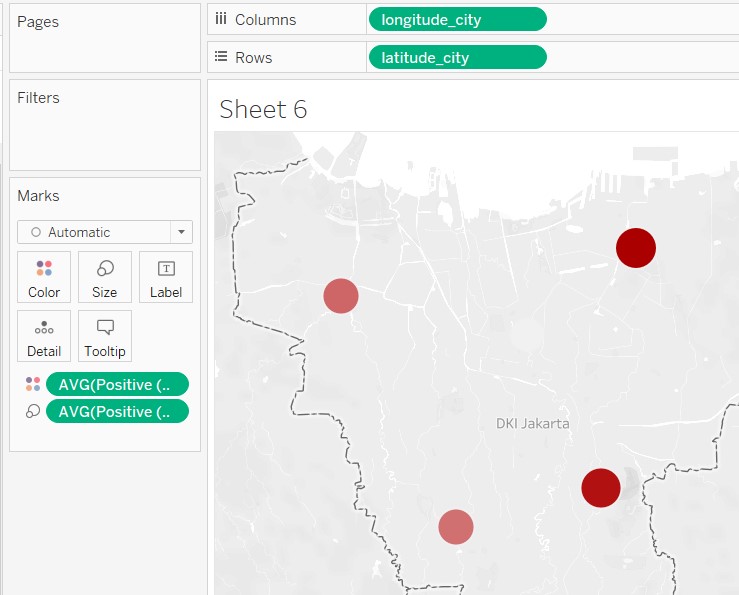 Pages
Columns
longitude_city
Rows
latitude_city
Filters
Sheet 6
Marks
Automatic
Color
Size
Label
Detail
Tooltip
AVG(Positive (..
AVG(Positive (..
DKI Jakarta